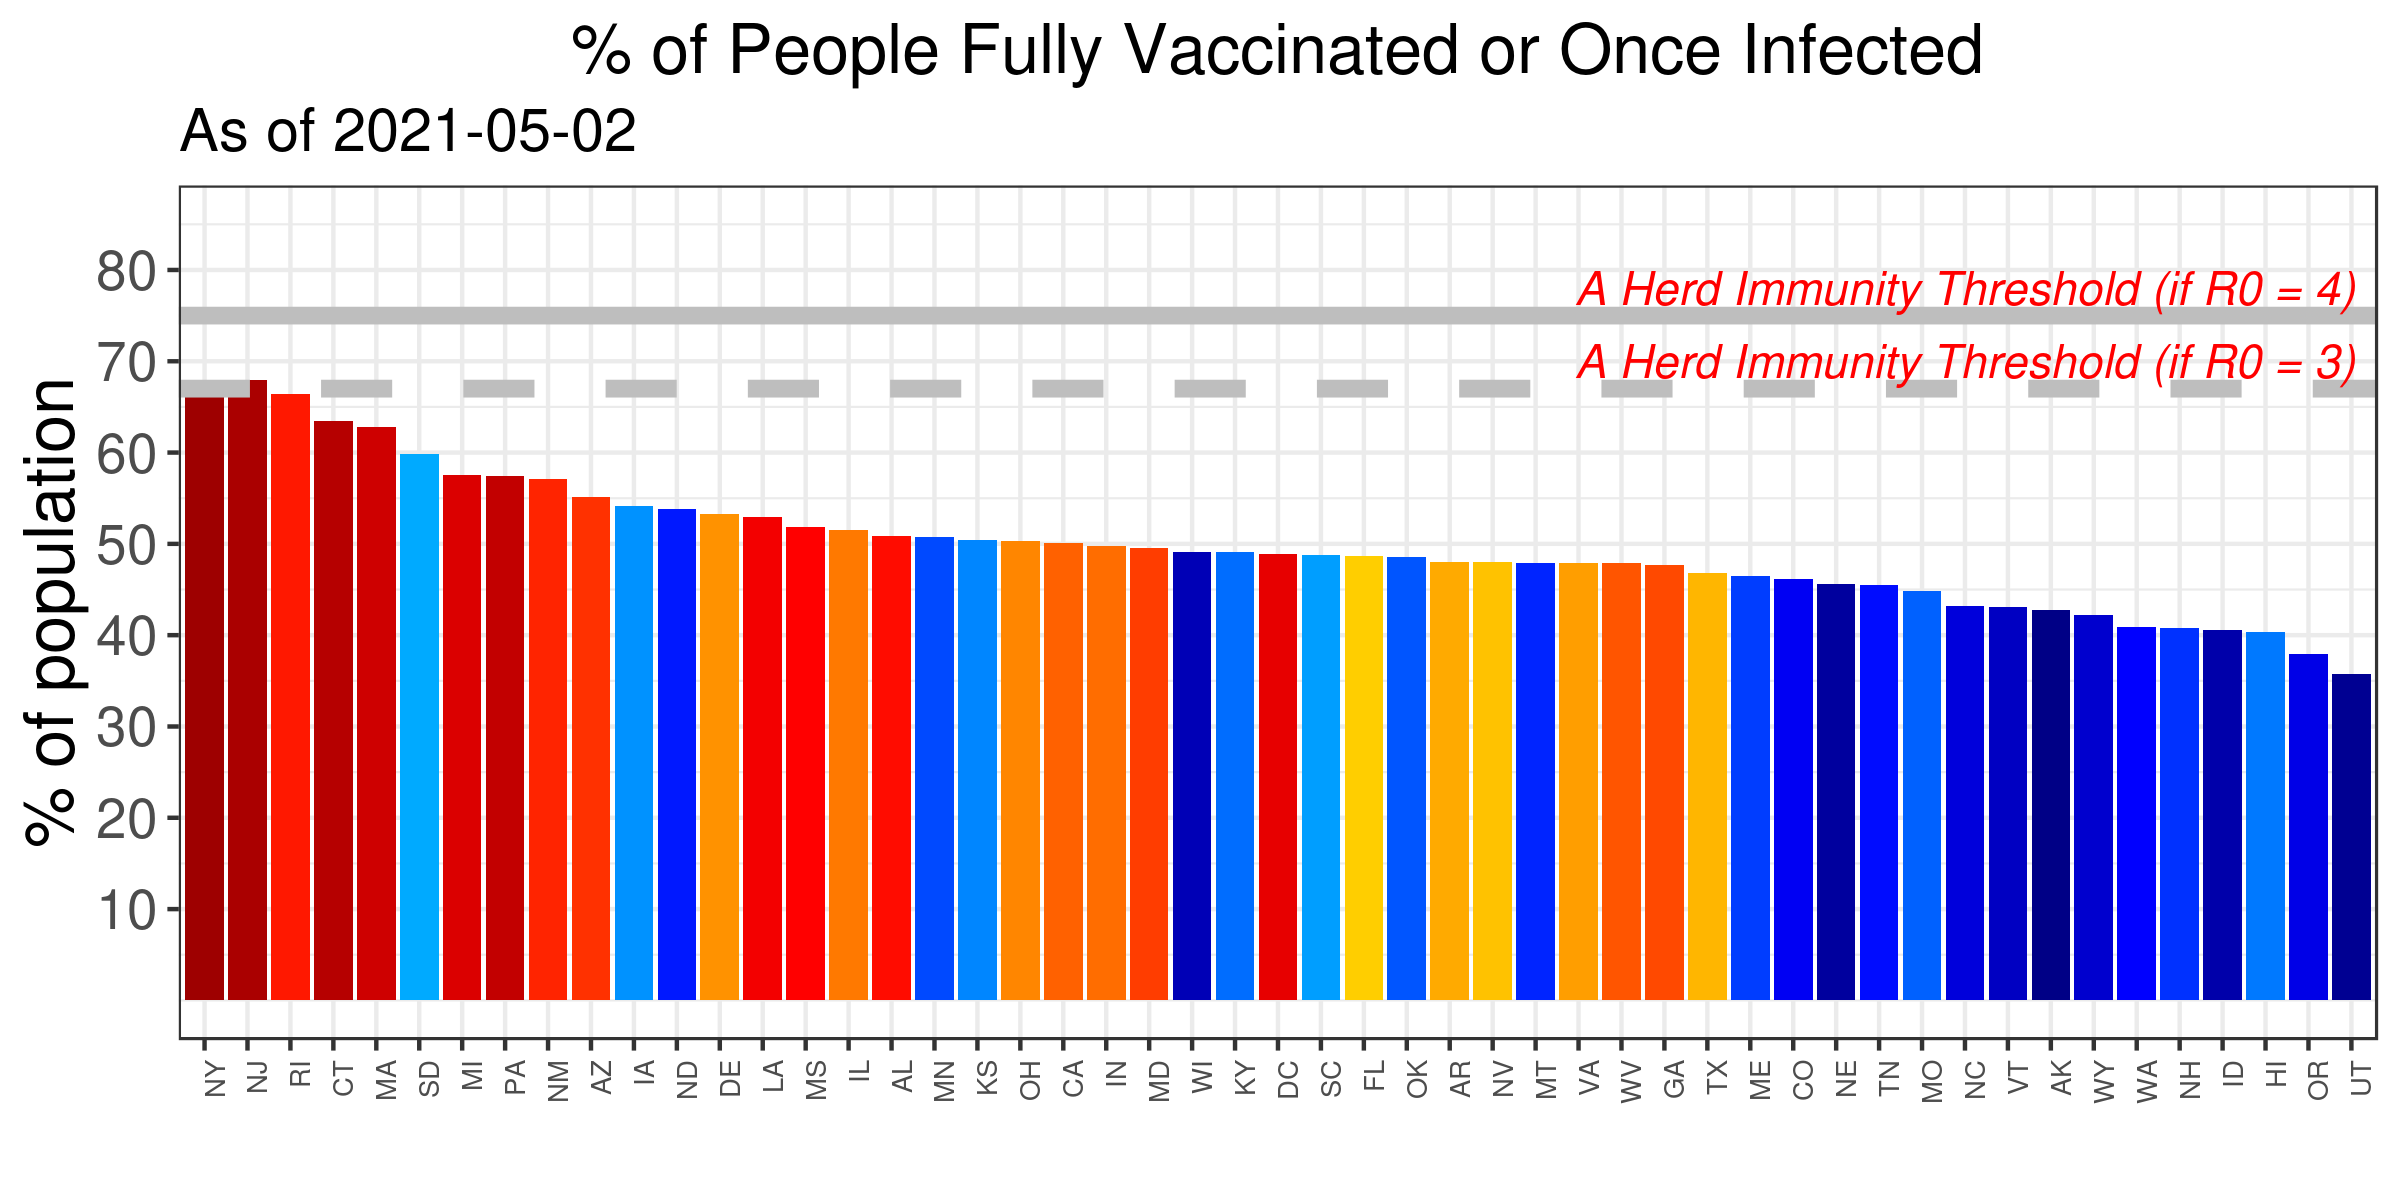 % of People Fully Vaccinated or Once Infected
As of 2021-05-02
% of population
80
70
60
50
40
30
20
10
A Herd Immunity Threshold (if R0 = 4)
A Herd Immunity Threshold (if R0 = 3)
NY NJ RI CT MA SD MI PA NM AZ IA ND DE LA MS IL AL MN KS OH CA IN MD WI KY DC SC FL OK AR NV MT VA WV GA TX ME CO NE TN MO NC VT AK WY WA NH ID HI OR UT